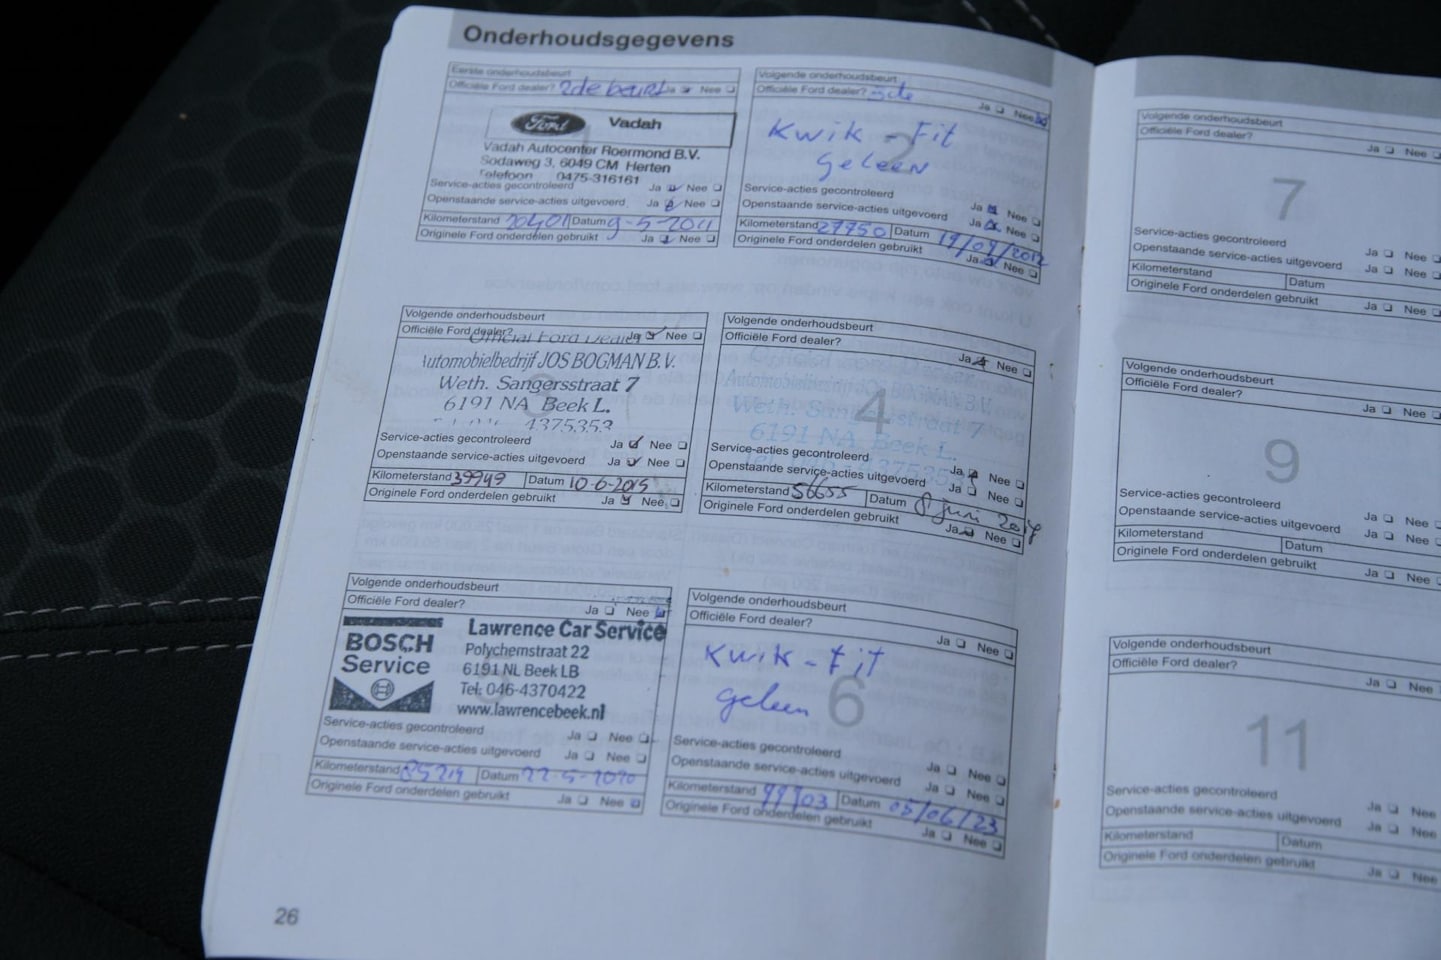 Onderhoudsgegevens
Eerste onderhoudsbeurt
Officiële Ford dealer? 2de beurt Ja Nee
Ford Vadah
Vadah Autocenter Roermond B.V.
Sodaweg 3, 6049 CM Herten
Telefoon 0475-316161
Service-acties gecontroleerd Ja Nee
Openstaande service-acties uitgevoerd Ja Nee
Kilometerstand 20401 Datum 9-5-2011
Originele Ford onderdelen gebruikt Ja Nee
Volgende onderhoudsbeurt
Officiële Ford dealer? 3de Ja Nee
2
Kwik-Fit
Geleen
Service-acties gecontroleerd Ja Nee
Openstaande service-acties uitgevoerd Ja Nee
Kilometerstand 27750 Datum 19/09/2012
Originele Ford onderdelen gebruikt Ja Nee
Volgende onderhoudsbeurt
Officiële Ford dealer? Ja Nee
Official Ford Dealer
Automobielbedrijf JOS BOGMAN B.V.
Weth. Sangersstraat 7
6191 NA Beek L.
4375353
Service-acties gecontroleerd Ja Nee
Openstaande service-acties uitgevoerd Ja Nee
Kilometerstand 39949 Datum 10-6-2015
Originele Ford onderdelen gebruikt Ja Nee
Volgende onderhoudsbeurt
Officiële Ford dealer? Ja Nee
4
Automobielbedrijf JOS BOGMAN B.V.
Weth. Sangersstraat 7
6191 NA Beek L.
Service-acties gecontroleerd Ja Nee
Openstaande service-acties uitgevoerd Ja Nee
Kilometerstand 56655 Datum 8 juni 2017
Originele Ford onderdelen gebruikt Ja Nee
Volgende onderhoudsbeurt
Officiële Ford dealer? Ja Nee
BOSCH
Service
Lawrence Car Service
Polychemstraat 22
6191 NL Beek LB
Tel: 046-4370422
www.lawrencebeek.nl
Service-acties gecontroleerd Ja Nee
Openstaande service-acties uitgevoerd Ja Nee
Kilometerstand 85214 Datum 22-5-2020
Originele Ford onderdelen gebruikt Ja Nee
Volgende onderhoudsbeurt
Officiële Ford dealer? Ja Nee
6
Kwik-Fit
geleen
Service-acties gecontroleerd Ja Nee
Openstaande service-acties uitgevoerd Ja Nee
Kilometerstand Datum 05/06/23
Originele Ford onderdelen gebruikt Ja Nee
26
Volgende onderhoudsbeurt
Officiële Ford dealer? Ja Nee
7
Service-acties gecontroleerd Ja Nee
Openstaande service-acties uitgevoerd Ja Nee
Kilometerstand Datum
Originele Ford onderdelen gebruikt Ja Nee
Volgende onderhoudsbeurt
Officiële Ford dealer? Ja Nee
9
Service-acties gecontroleerd Ja Nee
Openstaande service-acties uitgevoerd Ja Nee
Kilometerstand Datum
Originele Ford onderdelen gebruikt Ja Nee
Volgende onderhoudsbeurt
Officiële Ford dealer? Ja Nee
11
Service-acties gecontroleerd Ja Nee
Openstaande service-acties uitgevoerd Ja Nee
Kilometerstand Datum
Originele Ford onderdelen gebruikt Ja Nee